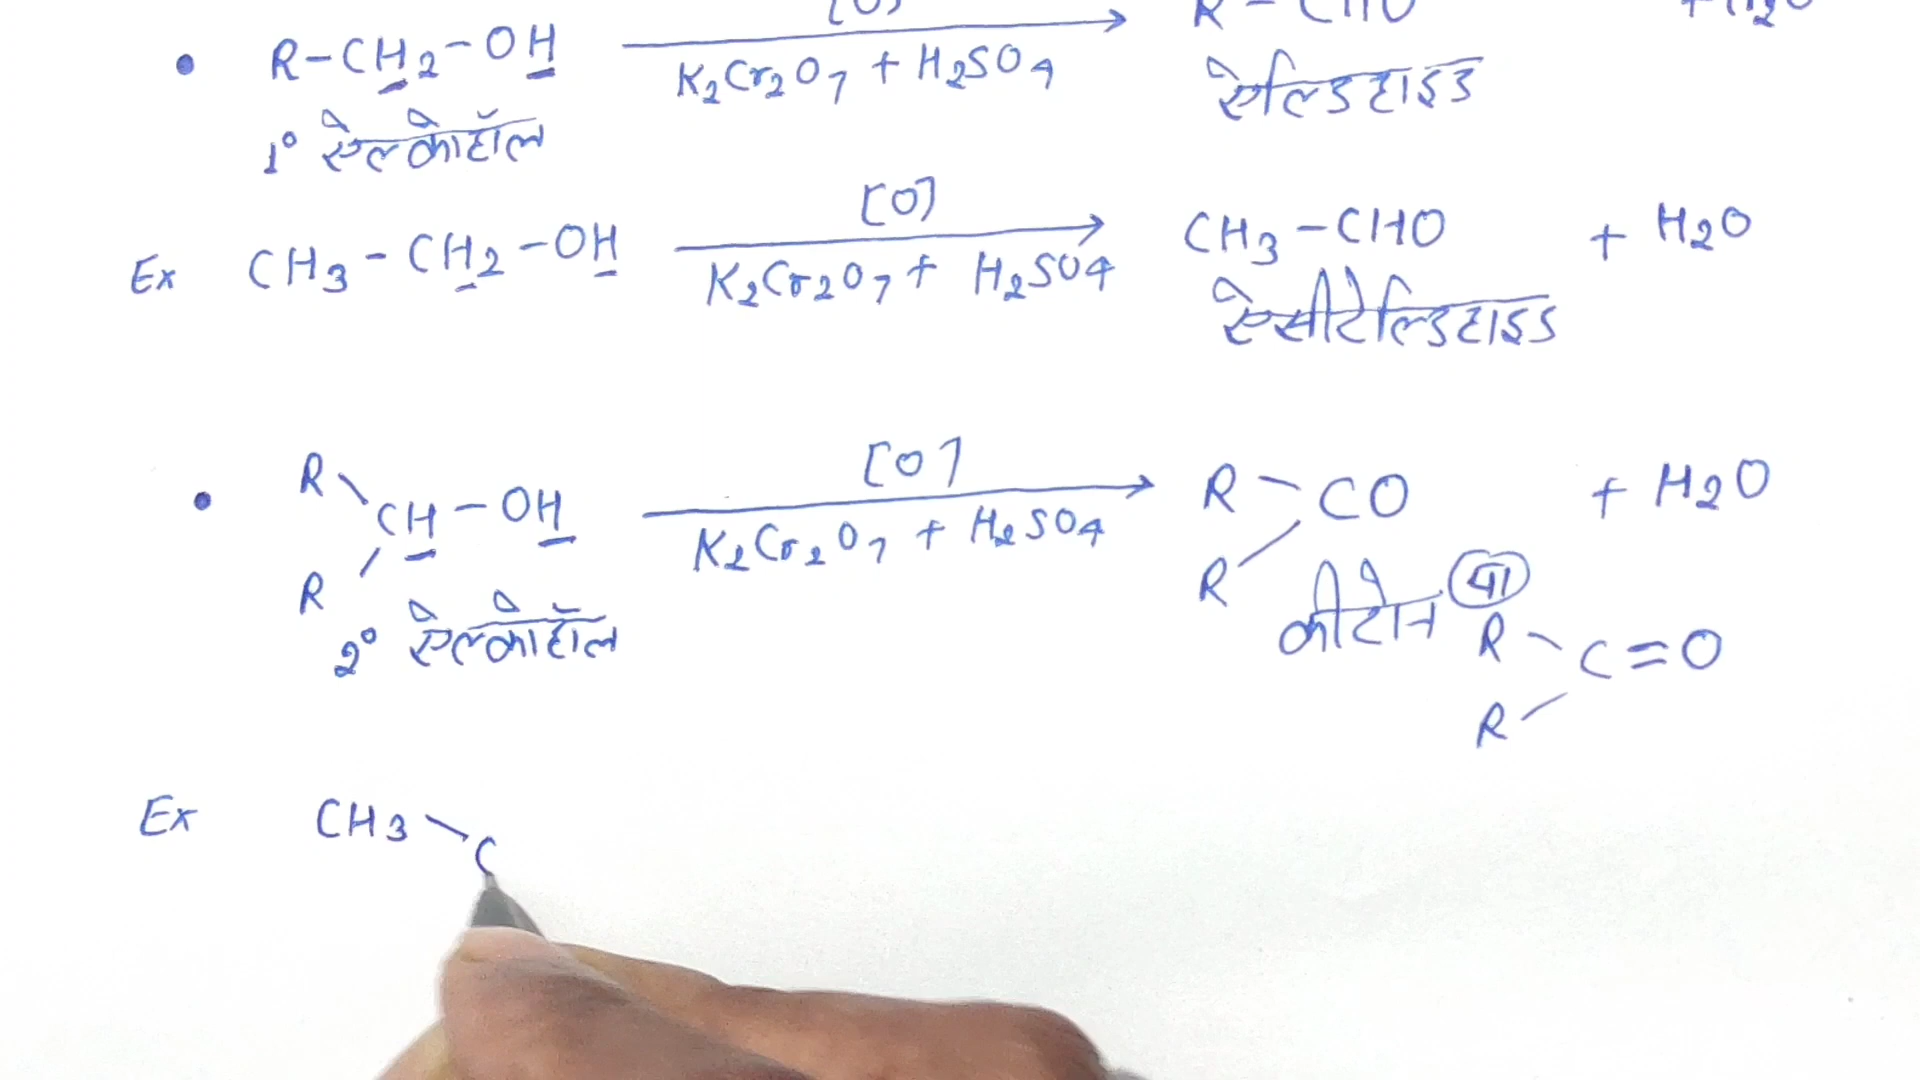 [O]
• R-CH2-OH → R-CHO + H2O
K2Cr2O7 + H2SO4
1° ऐल्कोहॉल ऐल्डिहाइड
[O]
Ex CH3-CH2-OH → CH3-CHO + H2O
K2Cr2O7 + H2SO4
ऐसीटेल्डिहाइड
[O]
R
• CH-OH → R-CO + H2O
K2Cr2O7 + H2SO4
R R
2° ऐल्कोहॉल कीटोन या
R
C=O
R
Ex CH3
C